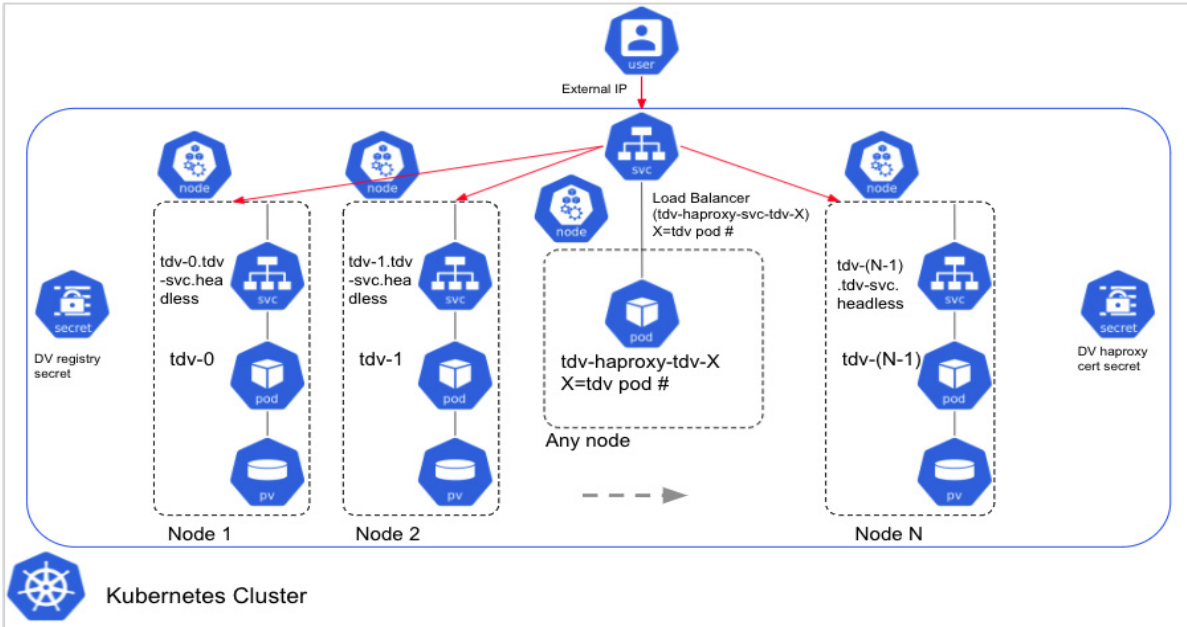 user
External IP
svc
node
node
node
node
Load Balancer
(tdv-haproxy-svc-tdv-X)
X=tdv pod #
tdv-0.tdv
-svc.hea
dless
svc
tdv-1.tdv
-svc.hea
dless
svc
tdv-(N-1)
.tdv-svc.
headless
svc
secret
DV registry
secret
secret
DV haproxy
cert secret
pod
tdv-haproxy-tdv-X
X=tdv pod #
Any node
tdv-0
pod
tdv-1
pod
tdv-(N-1)
pod
pv
pv
pv
Node 1
Node 2
Node N
Kubernetes Cluster